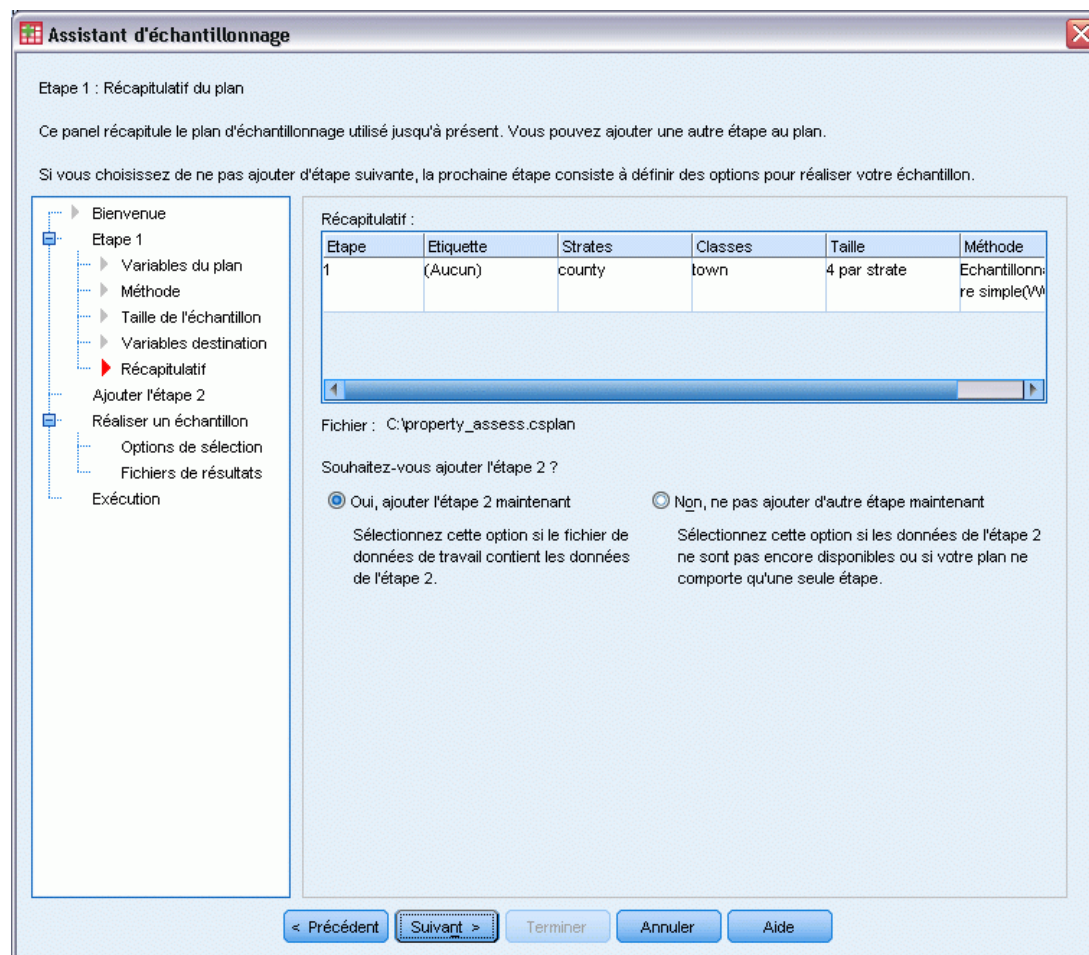 Assistant d'échantillonnage
Etape 1 : Récapitulatif du plan
Ce panel récapitule le plan d'échantillonnage utilisé jusqu'à présent. Vous pouvez ajouter une autre étape au plan.
Si vous choisissez de ne pas ajouter d'étape suivante, la prochaine étape consiste à définir des options pour réaliser votre échantillon.
Bienvenue
Etape 1
Variables du plan
Méthode
Taille de l'échantillon
Variables destination
Récapitulatif
Ajouter l'étape 2
Réaliser un échantillon
Options de sélection
Fichiers de résultats
Exécution
Récapitulatif :
Etape Etiquette Strates Classes Taille Méthode
1 (Aucun) county town 4 par strate Echantillonn
re simple(W
Fichier : C:\property_assess.csplan
Souhaitez-vous ajouter l'étape 2 ?
Oui, ajouter l'étape 2 maintenant
Sélectionnez cette option si le fichier de
données de travail contient les données
de l'étape 2.
Non, ne pas ajouter d'autre étape maintenant
Sélectionnez cette option si les données de l'étape 2
ne sont pas encore disponibles ou si votre plan ne
comporte qu'une seule étape.
< Précédent Suivant > Terminer Annuler Aide